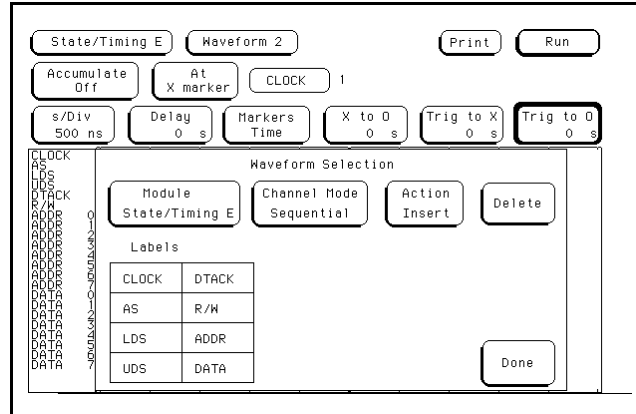 State/Timing E Waveform 2 Print Run
Accumulate Off At X marker CLOCK 1
s/Div 500 ns Delay 0 s Markers Time X to O 0 s Trig to X 0 s Trig to O 0 s
CLOCK
AS
LDS
UDS
DTACK
R/W
ADDR 0
ADDR 1
ADDR 2
ADDR 3
ADDR 4
ADDR 5
ADDR 6
ADDR 7
DATA 0
DATA 1
DATA 2
DATA 3
DATA 4
DATA 5
DATA 6
DATA 7
Waveform Selection
Module State/Timing E Channel Mode Sequential Action Insert Delete
Labels
CLOCK DTACK
AS R/W
LDS ADDR
UDS DATA
Done